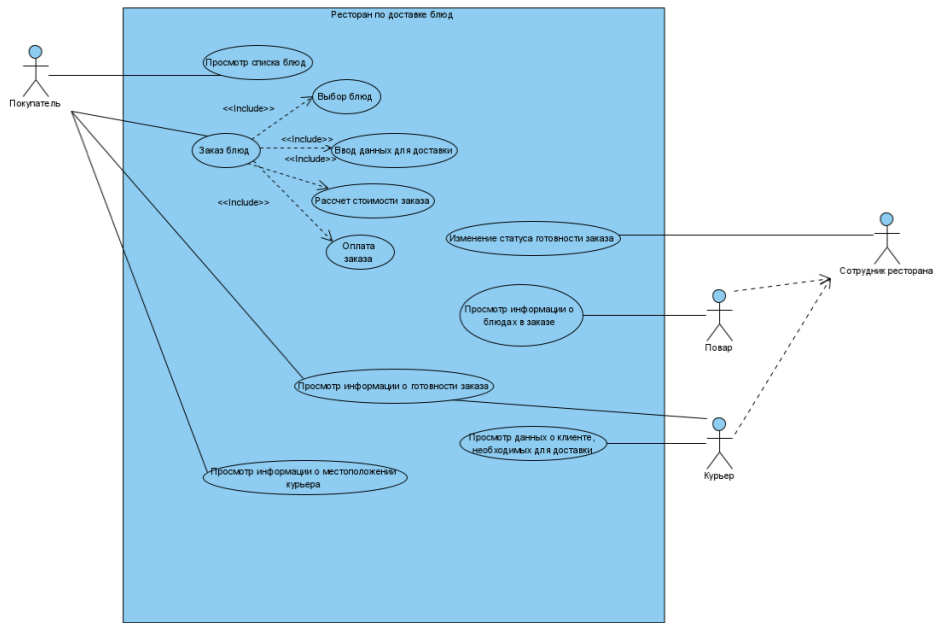 Ресторан по доставке блюд
Покупатель
Просмотр списка блюд
Выбор блюд
<<Include>>
Заказ блюд
<<Include>>
Ввод данных для доставки
<<Include>>
Рассчет стоимости заказа
<<Include>>
Оплата
заказа
Изменение статуса готовности заказа
Сотрудник ресторана
Просмотр информации о
блюдах в заказе
Повар
Просмотр информации о готовности заказа
Просмотр данных о клиенте,
необходимых для доставки
Курьер
Просмотр информации о местоположений
курьера